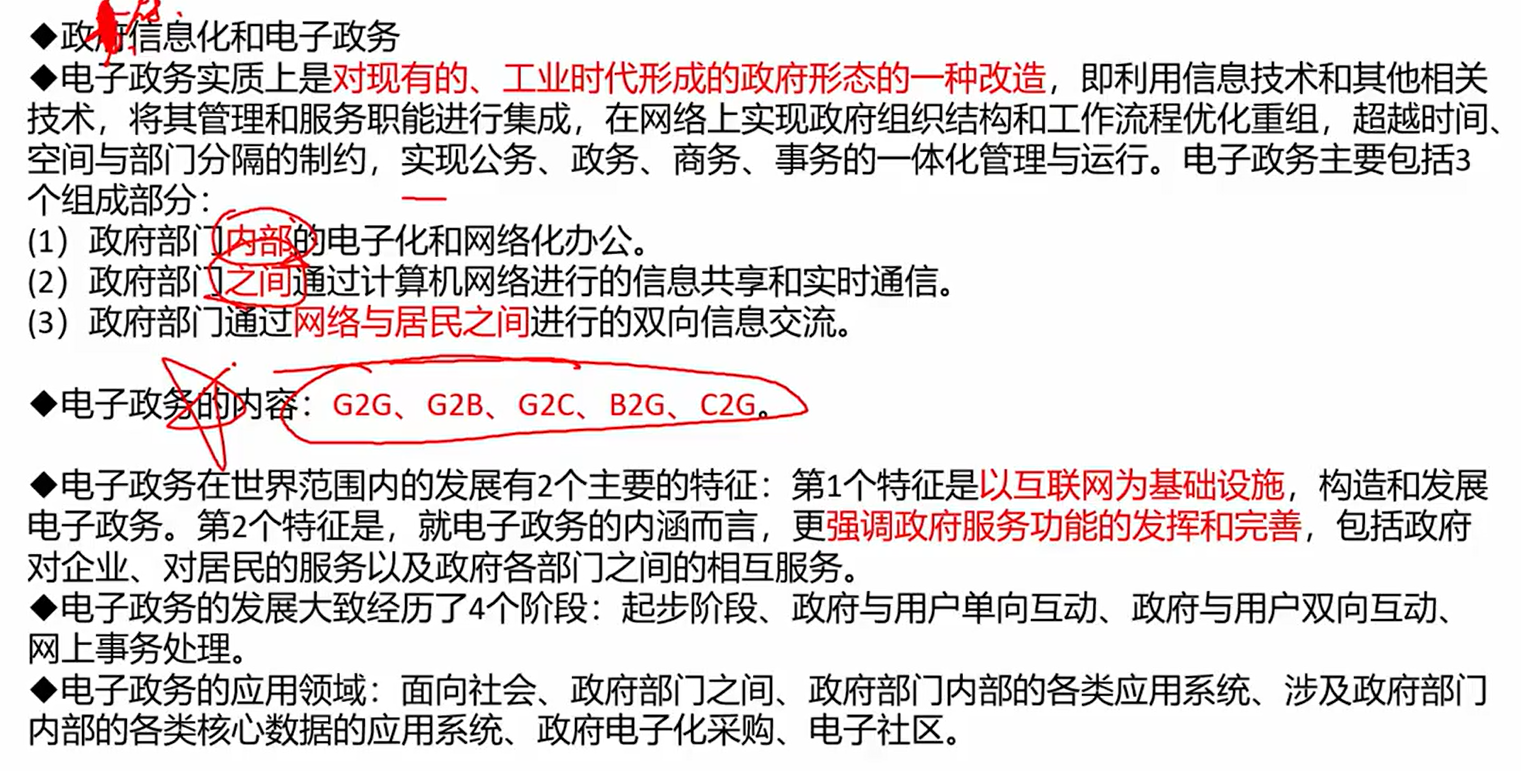 ◆政府信息化和电子政务
◆电子政务实质上是对现有的、工业时代形成的政府形态的一种改造，即利用信息技术和其他相关
技术，将其管理和服务职能进行集成，在网络上实现政府组织结构和工作流程优化重组，超越时间、
空间与部门分隔的制约，实现公务、政务、商务、事务的一体化管理与运行。电子政务主要包括3
个组成部分：
(1）政府部门内部的电子化和网络化办公。
(2）政府部门之间通过计算机网络进行的信息共享和实时通信。
(3）政府部门通过网络与居民之间进行的双向信息交流。
◆电子政务的内容：G2G、G2B、G2C、B2G、C2G。
◆电子政务在世界范围内的发展有2个主要的特征：第1个特征是以互联网为基础设施，构造和发展
电子政务。第2个特征是，就电子政务的内涵而言，更强调政府服务功能的发挥和完善，包括政府
对企业、对居民的服务以及政府各部门之间的相互服务。
◆电子政务的发展大致经历了4个阶段：起步阶段、政府与用户单向互动、政府与用户双向互动、
网上事务处理。
◆电子政务的应用领域：面向社会、政府部门之间、政府部门内部的各类应用系统、涉及政府部门
内部的各类核心数据的应用系统、政府电子化采购、电子社区。